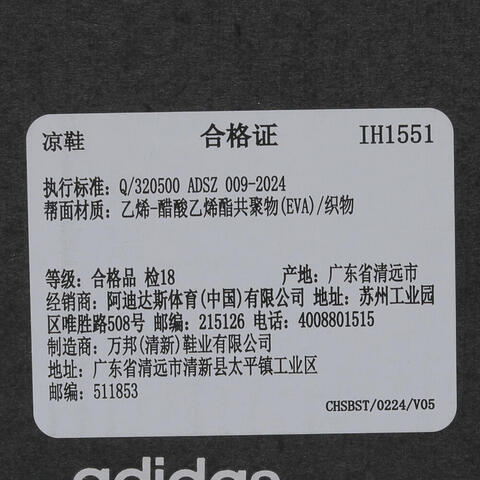 凉鞋 合格证 IH1551
执行标准: Q/320500 ADSZ 009-2024
帮面材质: 乙烯-醋酸乙烯酯共聚物(EVA)/织物
等级: 合格品 检18 产地: 广东省清远市
经销商: 阿迪达斯体育(中国)有限公司 地址: 苏州工业园
区唯胜路508号 邮编: 215126 电话: 4008801515
制造商: 万邦(清新)鞋业有限公司
地址: 广东省清远市清新县太平镇工业区
邮编: 511853
CHSBST/0224/V05
adidas